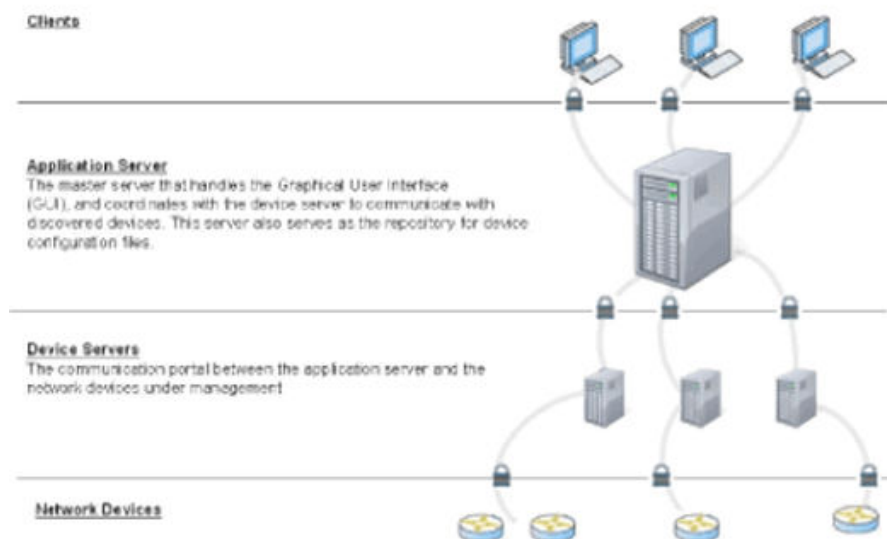 Clients
Application Server
The master server that handles the Graphical User Interface
(GUI), and coordinates with the device server to communicate with
discovered devices. This server also serves as the repository for device
configuration files.
Device Servers
The communication portal between the application server and the
network devices under management
Network Devices